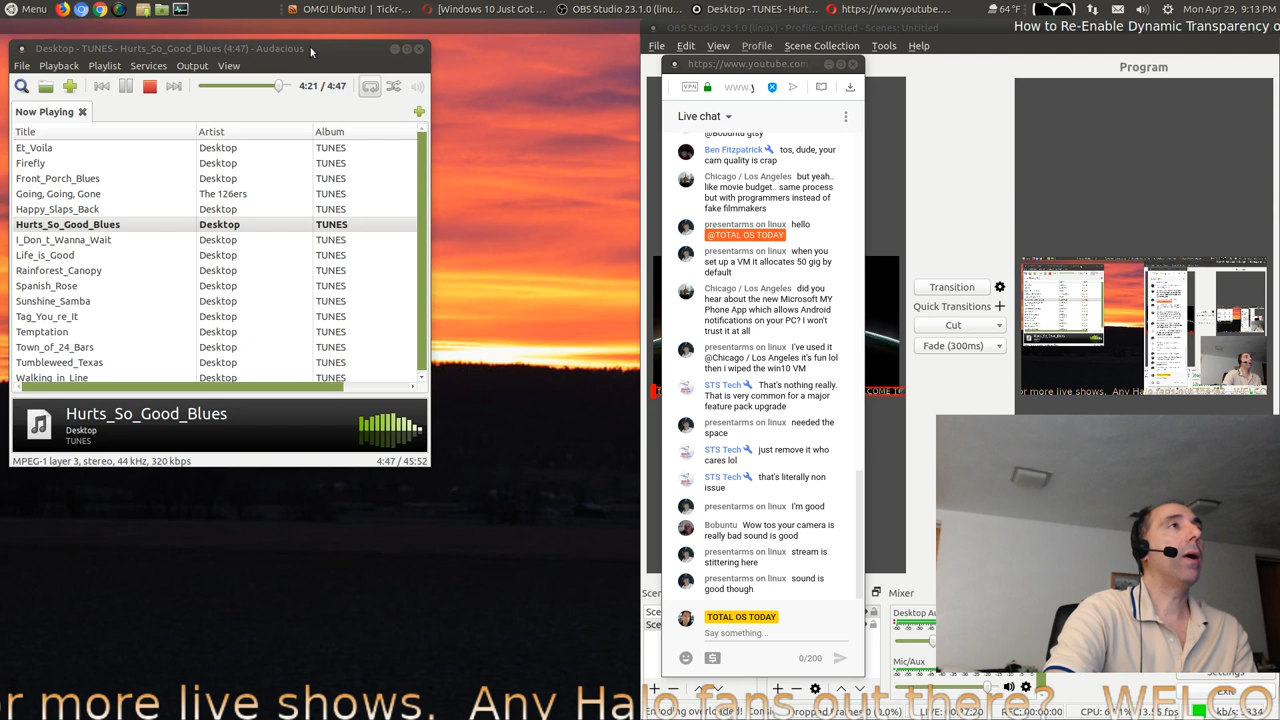 OMG! Ubuntu! | Tickr-...
[Windows 10 Just Got ...
OBS Studio 23.1.0 (lin...
Desktop - TUNES - Hur...
https://www.youtube....
64 °F
Mon Apr 29, 9:13 PM
Desktop - TUNES - Hurts_So_Good_Blues (4:47) - Audacious
File Playback Playlist Services Output View
4:21 / 4:47
Now Playing
Title Artist Album
Et_Voila Desktop TUNES
Firefly Desktop TUNES
Front_Porch_Blues Desktop TUNES
Going, Going, Gone The 126ers TUNES
Happy_Slaps_Back Desktop TUNES
Hurts_So_Good_Blues Desktop TUNES
I_Don_t_Wanna_Wait Desktop TUNES
Life_is_Good Desktop TUNES
Rainforest_Canopy Desktop TUNES
Spanish_Rose Desktop TUNES
Sunshine_Samba Desktop TUNES
Tag_You_re_It Desktop TUNES
Temptation Desktop TUNES
Town_of_24_Bars Desktop TUNES
Tumbleweed_Texas Desktop TUNES
Walking_in_Line Desktop TUNES
Hurts_So_Good_Blues
Desktop
TUNES
MPEG-1 layer 3, stereo, 44 kHz, 320 kbps 4:47 / 45:52
OBS Studio 23.1.0 (linux) - Profile: Untitled - Scenes: Untitled
How to Re-Enable Dynamic Transparency o
File Edit View Profile Scene Collection Tools Help
https://www.youtube.com
VPN www.y
Live chat
@Bobuntu gtsy
Ben Fitzpatrick tos, dude, your
cam quality is crap
Chicago / Los Angeles but yeah..
like movie budget.. same process
but with programmers instead of
fake filmmakers
presentarms on linux hello
@TOTAL OS TODAY
presentarms on linux when you
set up a VM it allocates 50 gig by
default
Chicago / Los Angeles did you
hear about the new Microsoft MY
Phone App which allows Android
notifications on your PC? I won't
trust it at all
presentarms on linux I've used it
@Chicago / Los Angeles it's fun lol
then i wiped the win10 VM
STS Tech That's nothing really.
That is very common for a major
feature pack upgrade
presentarms on linux needed the
space
STS Tech just remove it who
cares lol
STS Tech that's literally non
issue
presentarms on linux I'm good
Bobuntu Wow tos your camera is
really bad sound is good
presentarms on linux stream is
stittering here
presentarms on linux sound is
good though
TOTAL OS TODAY
Say something...
0/200
Program
Transition
Quick Transitions
Cut
Fade (300ms)
Mixer
Desktop Au
Mic/Aux
Settings
Exit
or more live shows. Any Halo fans out there? WELCO